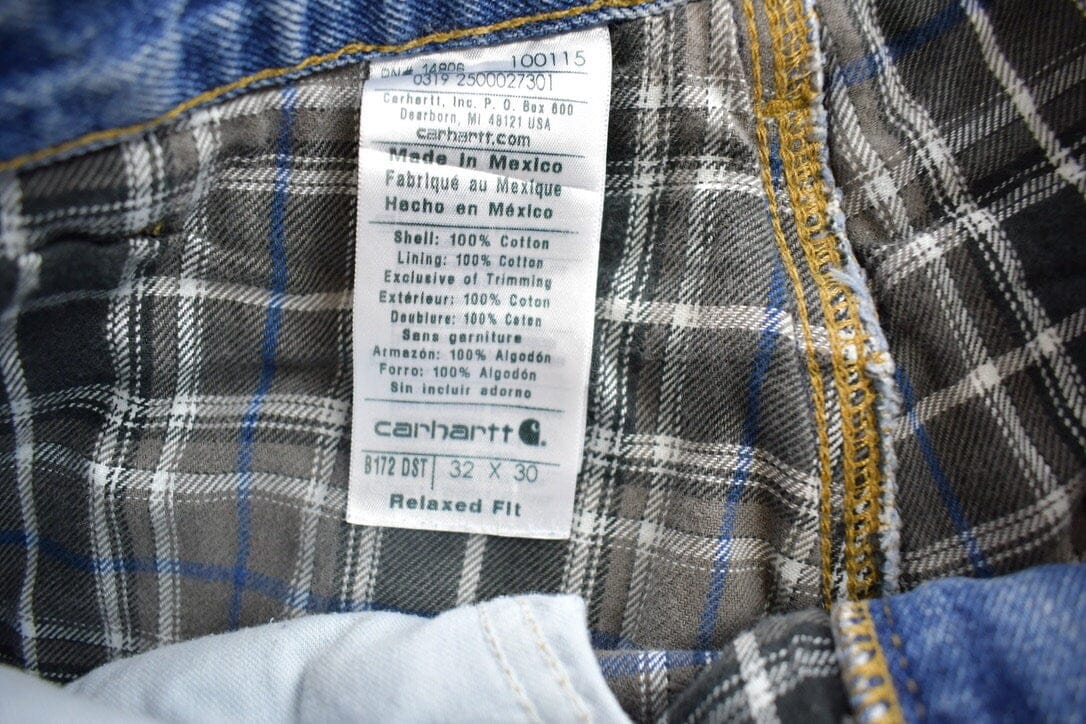 RN# 14806 100115
0319 2500027301
Carhartt, Inc. P. O. Box 600
Dearborn, MI 48121 USA
carhartt.com
Made in Mexico
Fabriqué au Mexique
Hecho en México
Shell: 100% Cotton
Lining: 100% Cotton
Exclusive of Trimming
Extérieur: 100% Coton
Doublure: 100% Coton
Sans garniture
Armazón: 100% Algodón
Forro: 100% Algodón
Sin incluir adorno
carhartt
B172 DST 32 X 30
Relaxed Fit